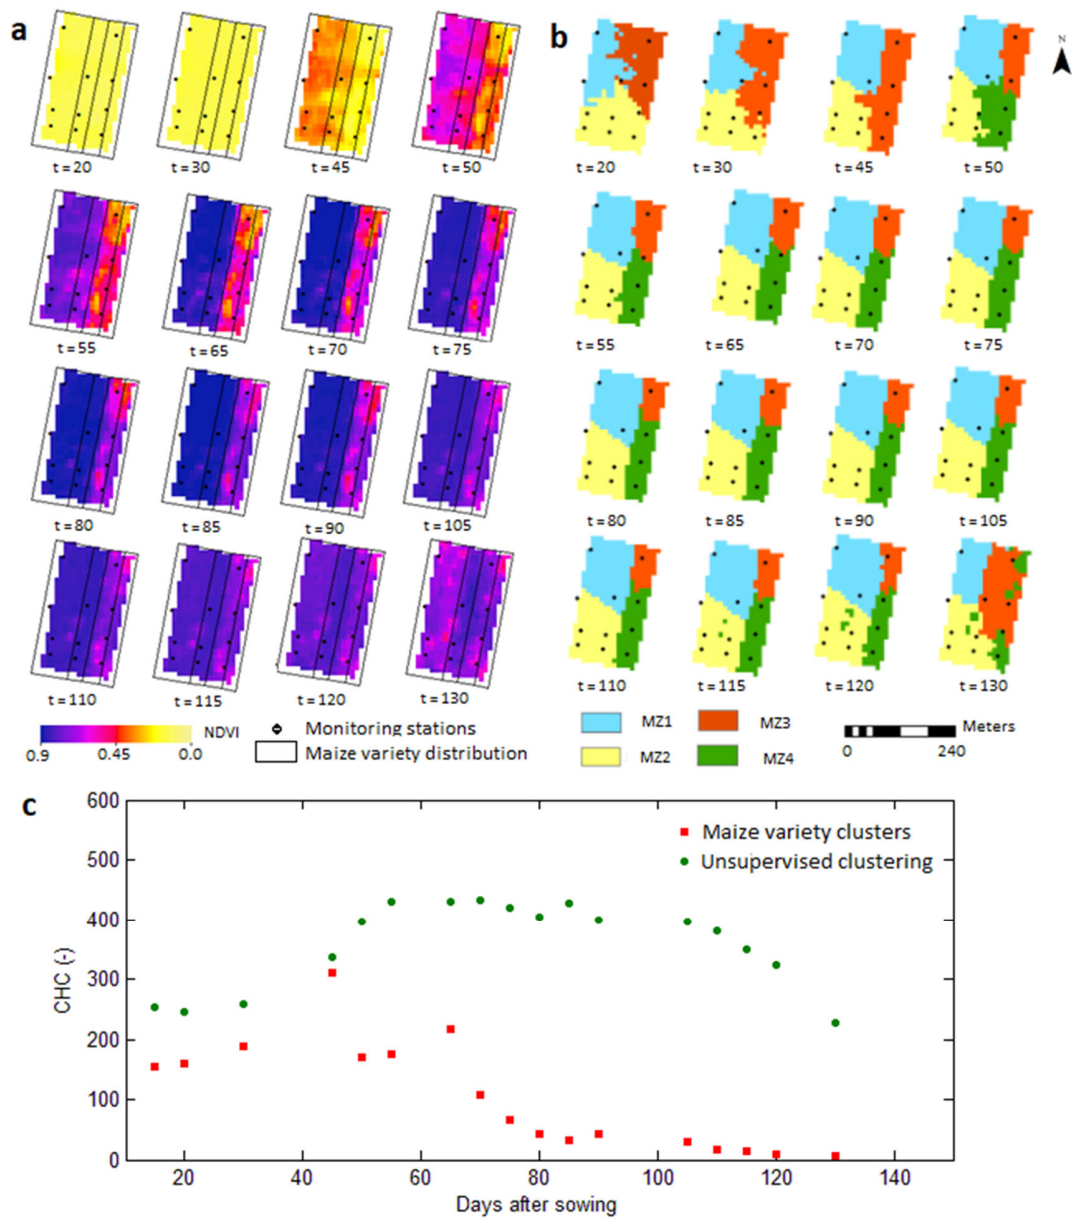 a
b
N
t = 20
t = 30
t = 45
t = 50
t = 20
t = 30
t = 45
t = 50
t = 55
t = 65
t = 70
t = 75
t = 55
t = 65
t = 70
t = 75
t = 80
t = 85
t = 90
t = 105
t = 80
t = 85
t = 90
t = 105
t = 110
t = 115
t = 120
t = 130
t = 110
t = 115
t = 120
t = 130
NDVI
0.9 0.45 0.0
Monitoring stations
Maize variety distribution
MZ1
MZ3
MZ2
MZ4
Meters
0 240
c
600
500
400
300
200
100
0
CHC (-)
Maize variety clusters
Unsupervised clustering
20 40 60 80 100 120 140
Days after sowing